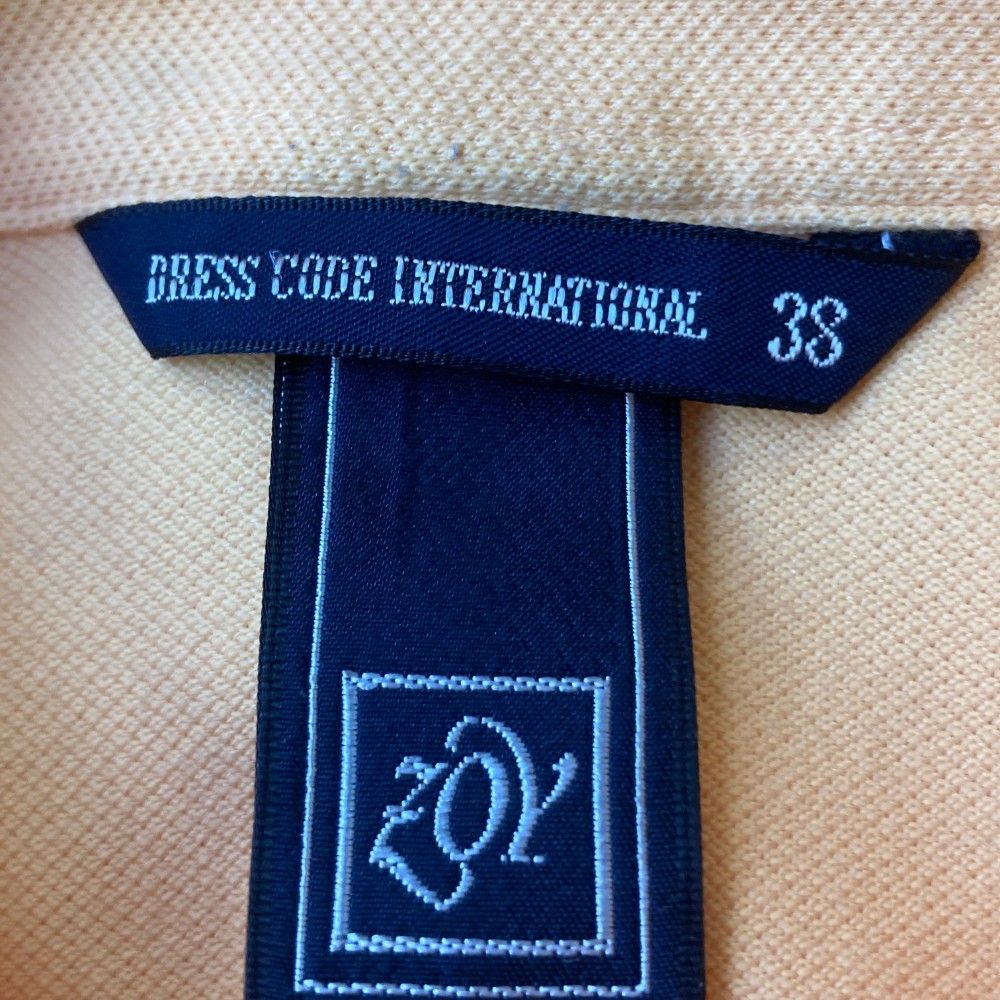 DRESS CODE INTERNATIONAL 38
ZOY